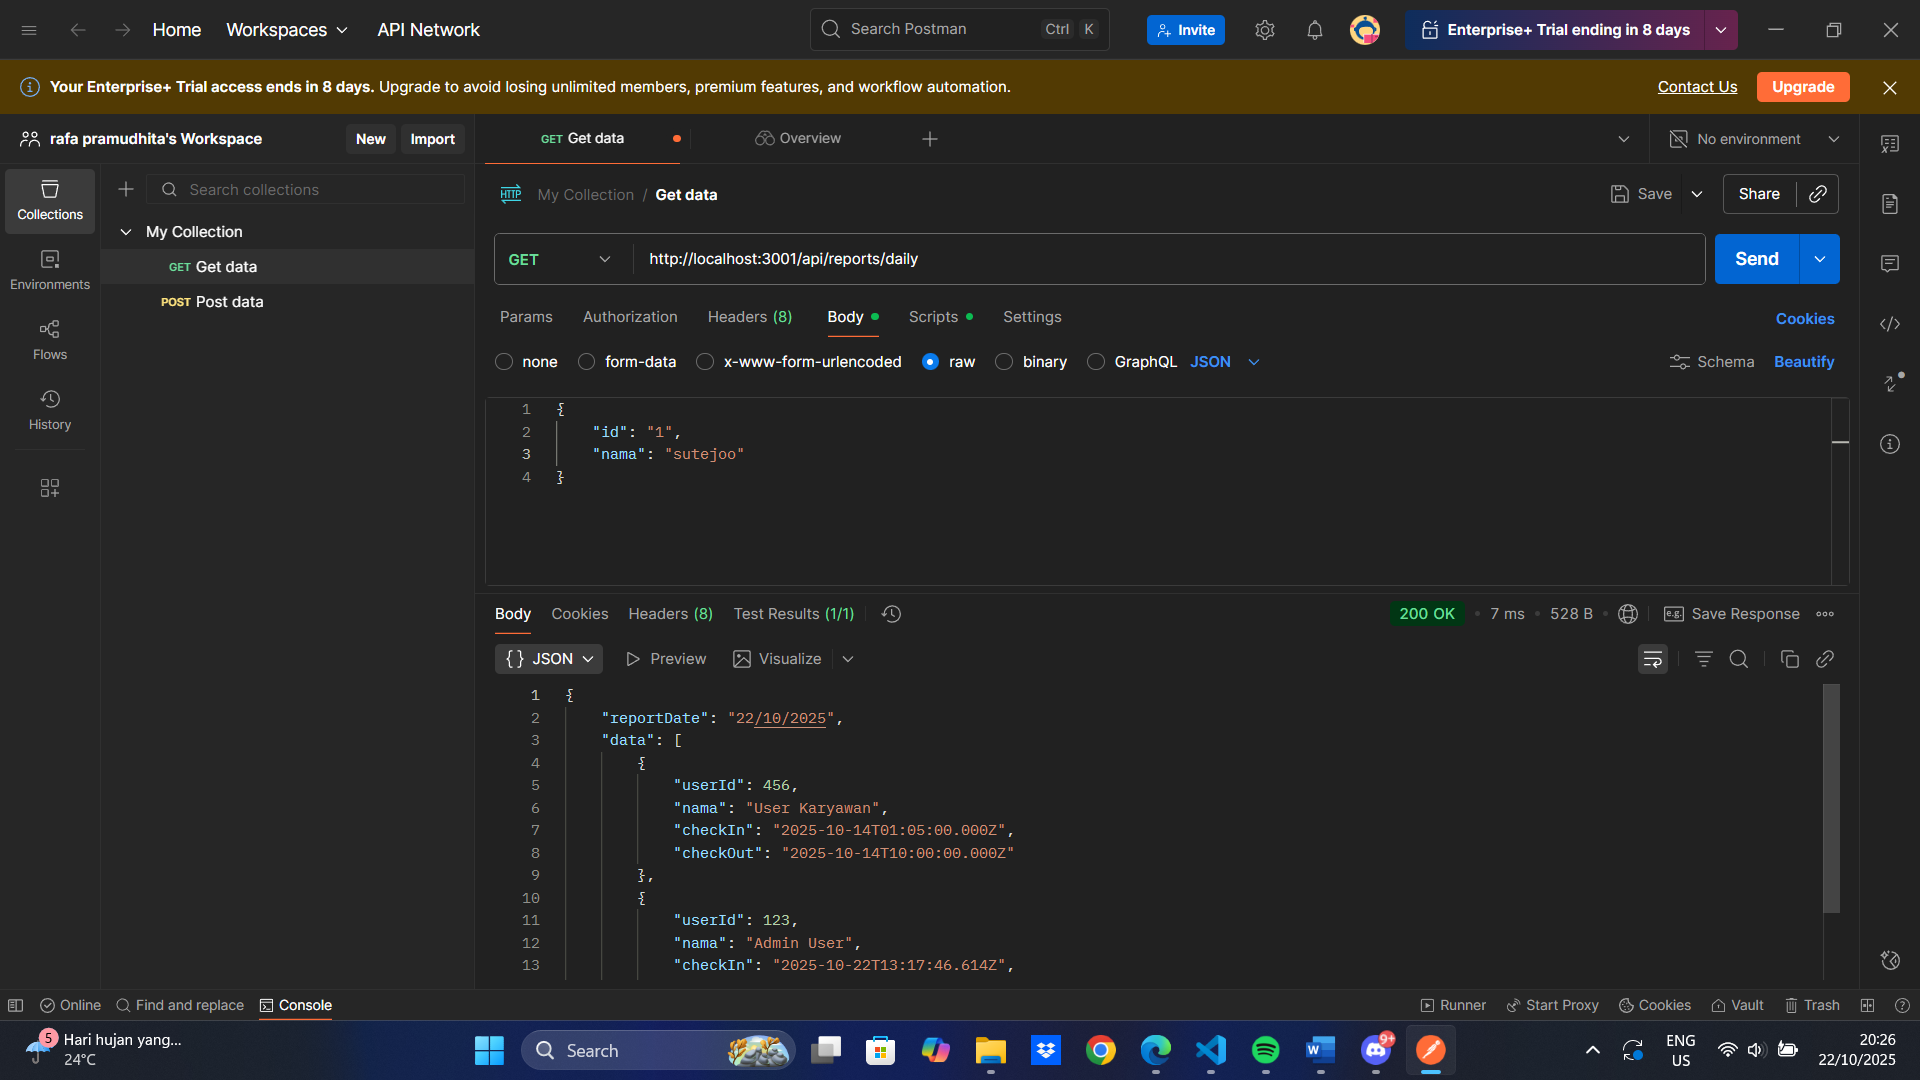 Home Workspaces API Network Search Postman Ctrl K Invite Enterprise+ Trial ending in 8 days
Your Enterprise+ Trial access ends in 8 days. Upgrade to avoid losing unlimited members, premium features, and workflow automation. Contact Us Upgrade
rafa pramudhita's Workspace New Import GET Get data Overview No environment
Collections
Environments
Flows
History
Search collections
My Collection
GET Get data
POST Post data
HTTP My Collection / Get data Save Share
GET http://localhost:3001/api/reports/daily Send
Params Authorization Headers (8) Body Scripts Settings Cookies
none form-data x-www-form-urlencoded raw binary GraphQL JSON Schema Beautify
1 {
2 "id": "1",
3 "nama": "sutejoo"
4 }
Body Cookies Headers (8) Test Results (1/1) 200 OK 7 ms 528 B e.g. Save Response
{} JSON Preview Visualize
1 {
2 "reportDate": "22/10/2025",
3 "data": [
4 {
5 "userId": 456,
6 "nama": "User Karyawan",
7 "checkIn": "2025-10-14T01:05:00.000Z",
8 "checkOut": "2025-10-14T10:00:00.000Z"
9 },
10 {
11 "userId": 123,
12 "nama": "Admin User",
13 "checkIn": "2025-10-22T13:17:46.614Z",
Online Find and replace Console Runner Start Proxy Cookies Vault Trash
5 Hari hujan yang...
24°C
Search
9+
ENG
US
20:26
22/10/2025